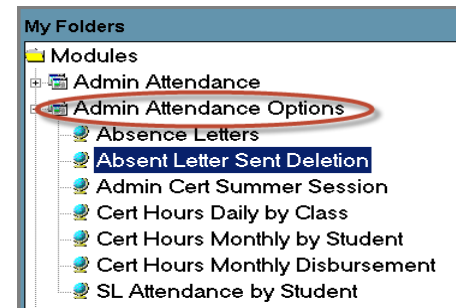 My Folders
Modules
Admin Attendance
Admin Attendance Options
Absence Letters
Absent Letter Sent Deletion
Admin Cert Summer Session
Cert Hours Daily by Class
Cert Hours Monthly by Student
Cert Hours Monthly Disbursement
SL Attendance by Student